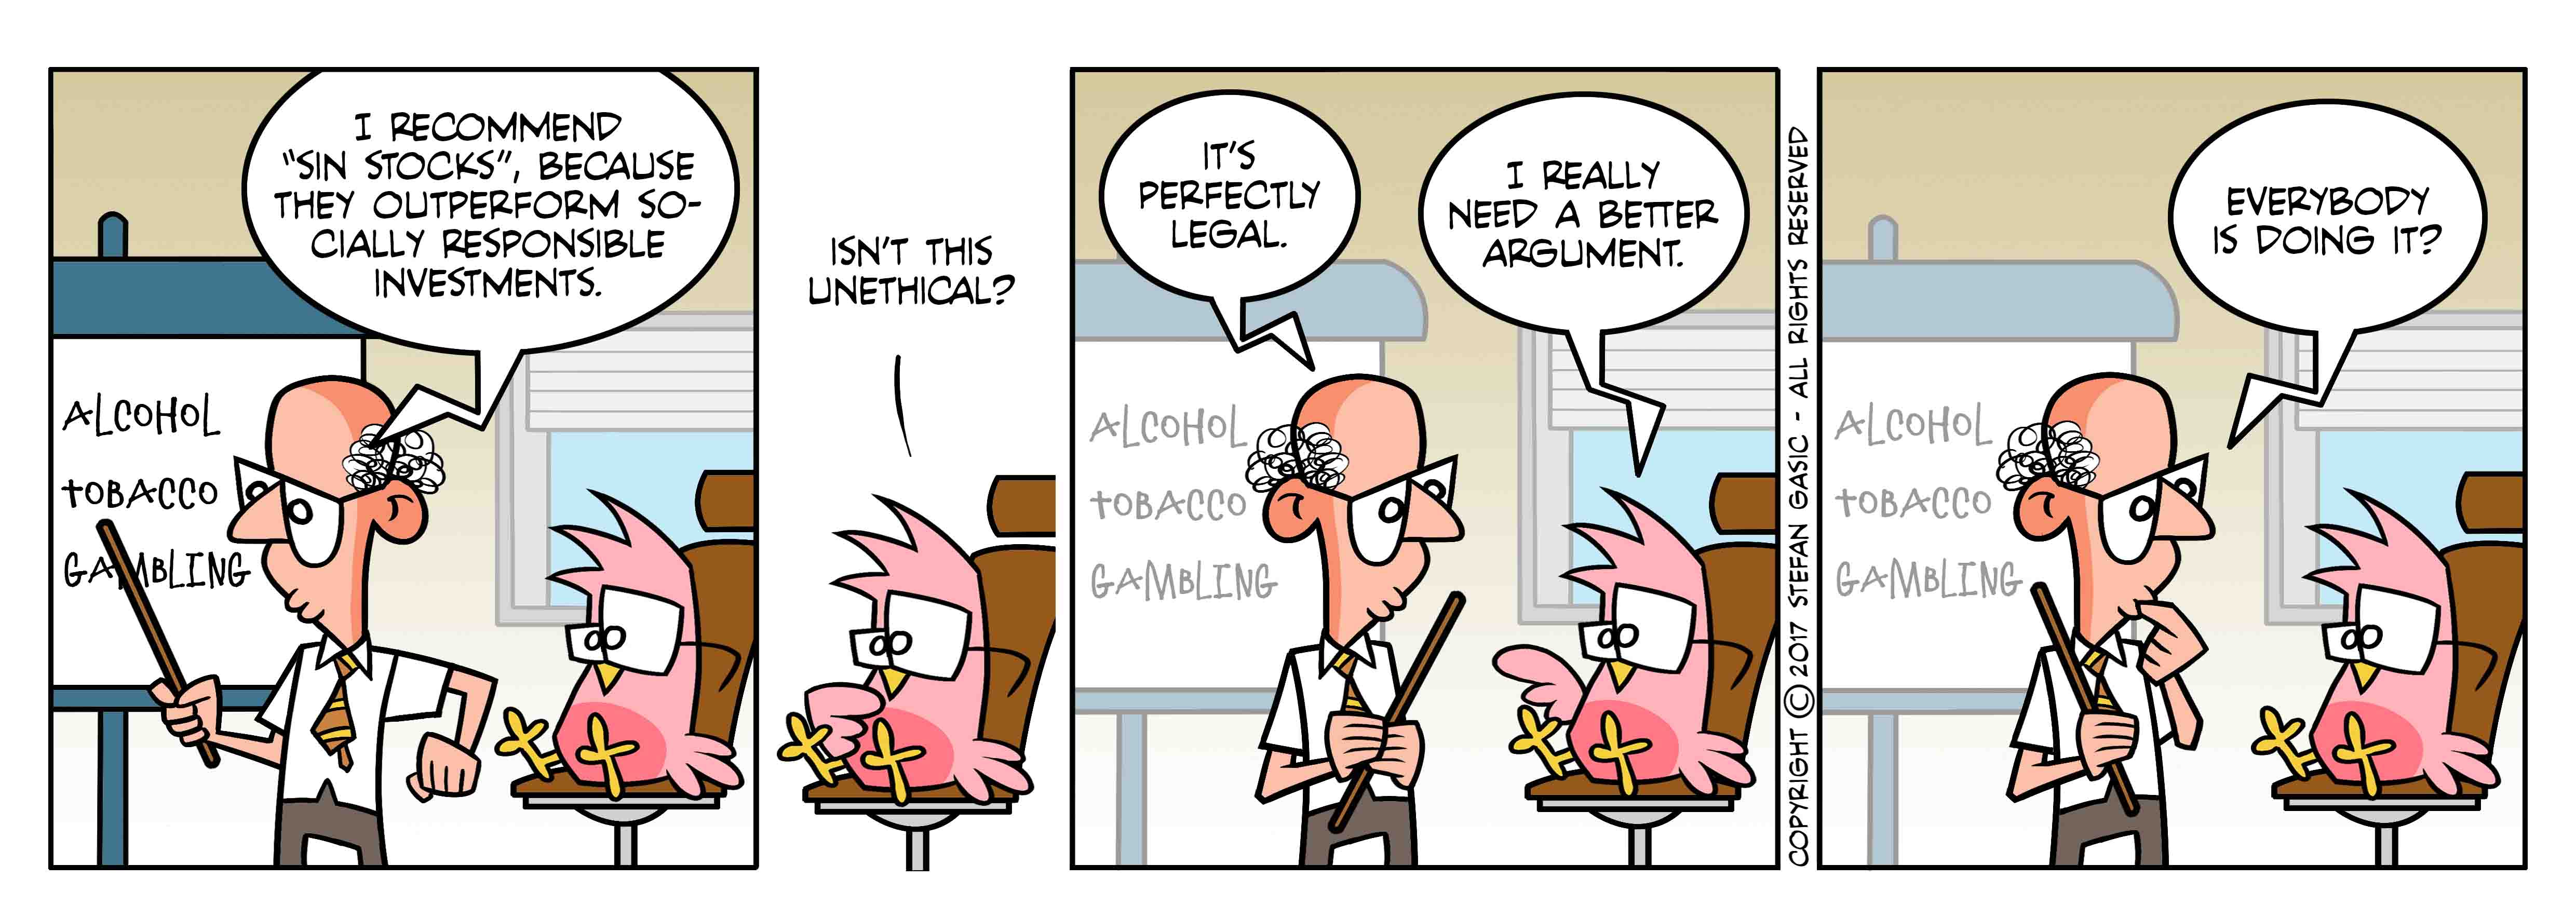 I RECOMMEND
"SIN STOCKS", BECAUSE
THEY OUTPERFORM SO-
CIALLY RESPONSIBLE
INVESTMENTS.
ALCOHOL
TOBACCO
GAMBLING
ISN'T THIS
UNETHICAL?
IT'S
PERFECTLY
LEGAL.
I REALLY
NEED A BETTER
ARGUMENT.
ALCOHOL
TOBACCO
GAMBLING
COPYRIGHT © 2017 STEFAN GASIC - ALL RIGHTS RESERVED
EVERYBODY
IS DOING IT?
ALCOHOL
TOBACCO
GAMBLING